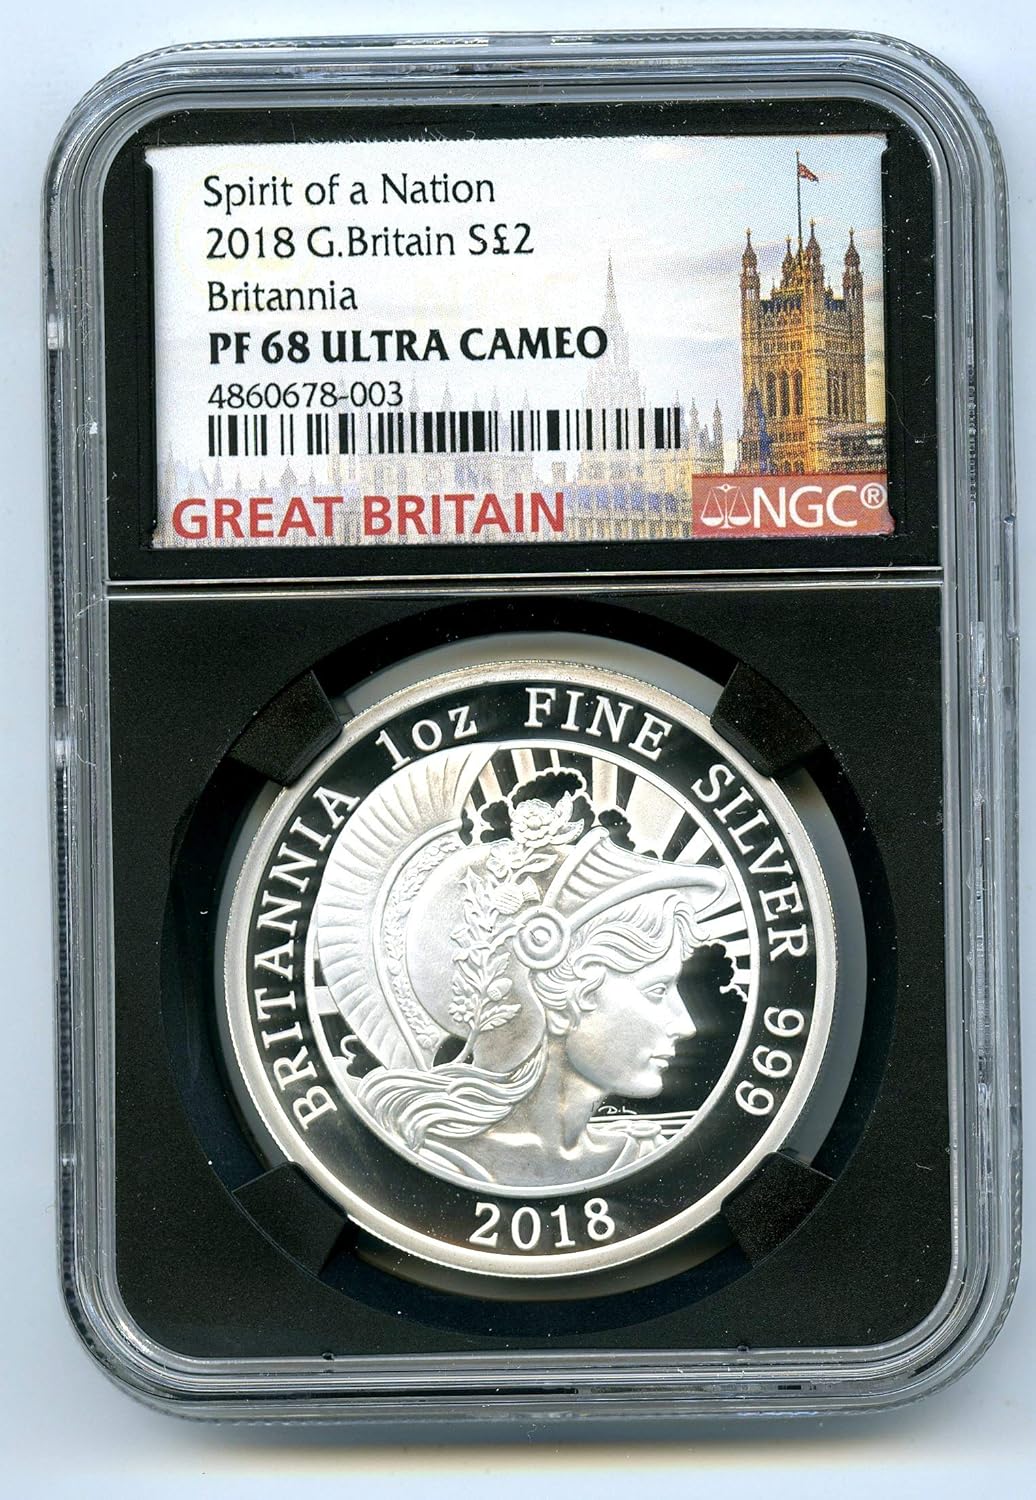 Spirit of a Nation
2018 G.Britain S£2
Britannia
PF 68 ULTRA CAMEO
4860678-003
GREAT BRITAIN
NGC®
BRITANNIA 1oz FINE SILVER 999
D.L
2018